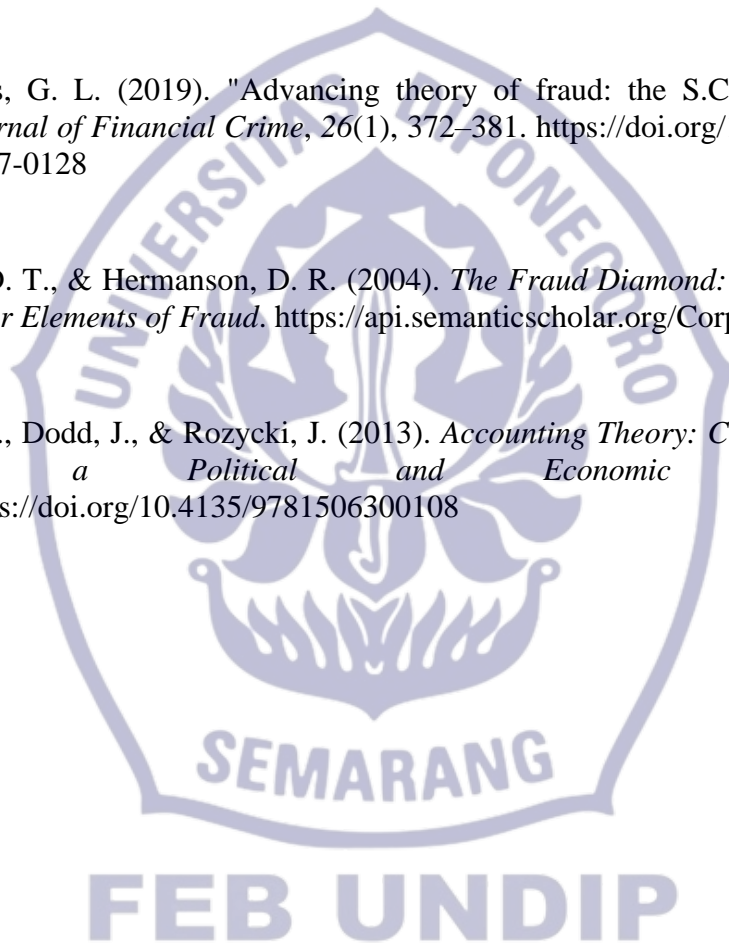 s, G. L. (2019). "Advancing theory of fraud: the S.C
rnal of Financial Crime, 26(1), 372–381. https://doi.org/
7-0128
D. T., & Hermanson, D. R. (2004). The Fraud Diamond:
r Elements of Fraud. https://api.semanticscholar.org/Corp
., Dodd, J., & Rozycki, J. (2013). Accounting Theory: C
a Political and Economic
s://doi.org/10.4135/9781506300108
UNIVERSITAS DIPONEGORO
SEMARANG
FEB UNDIP